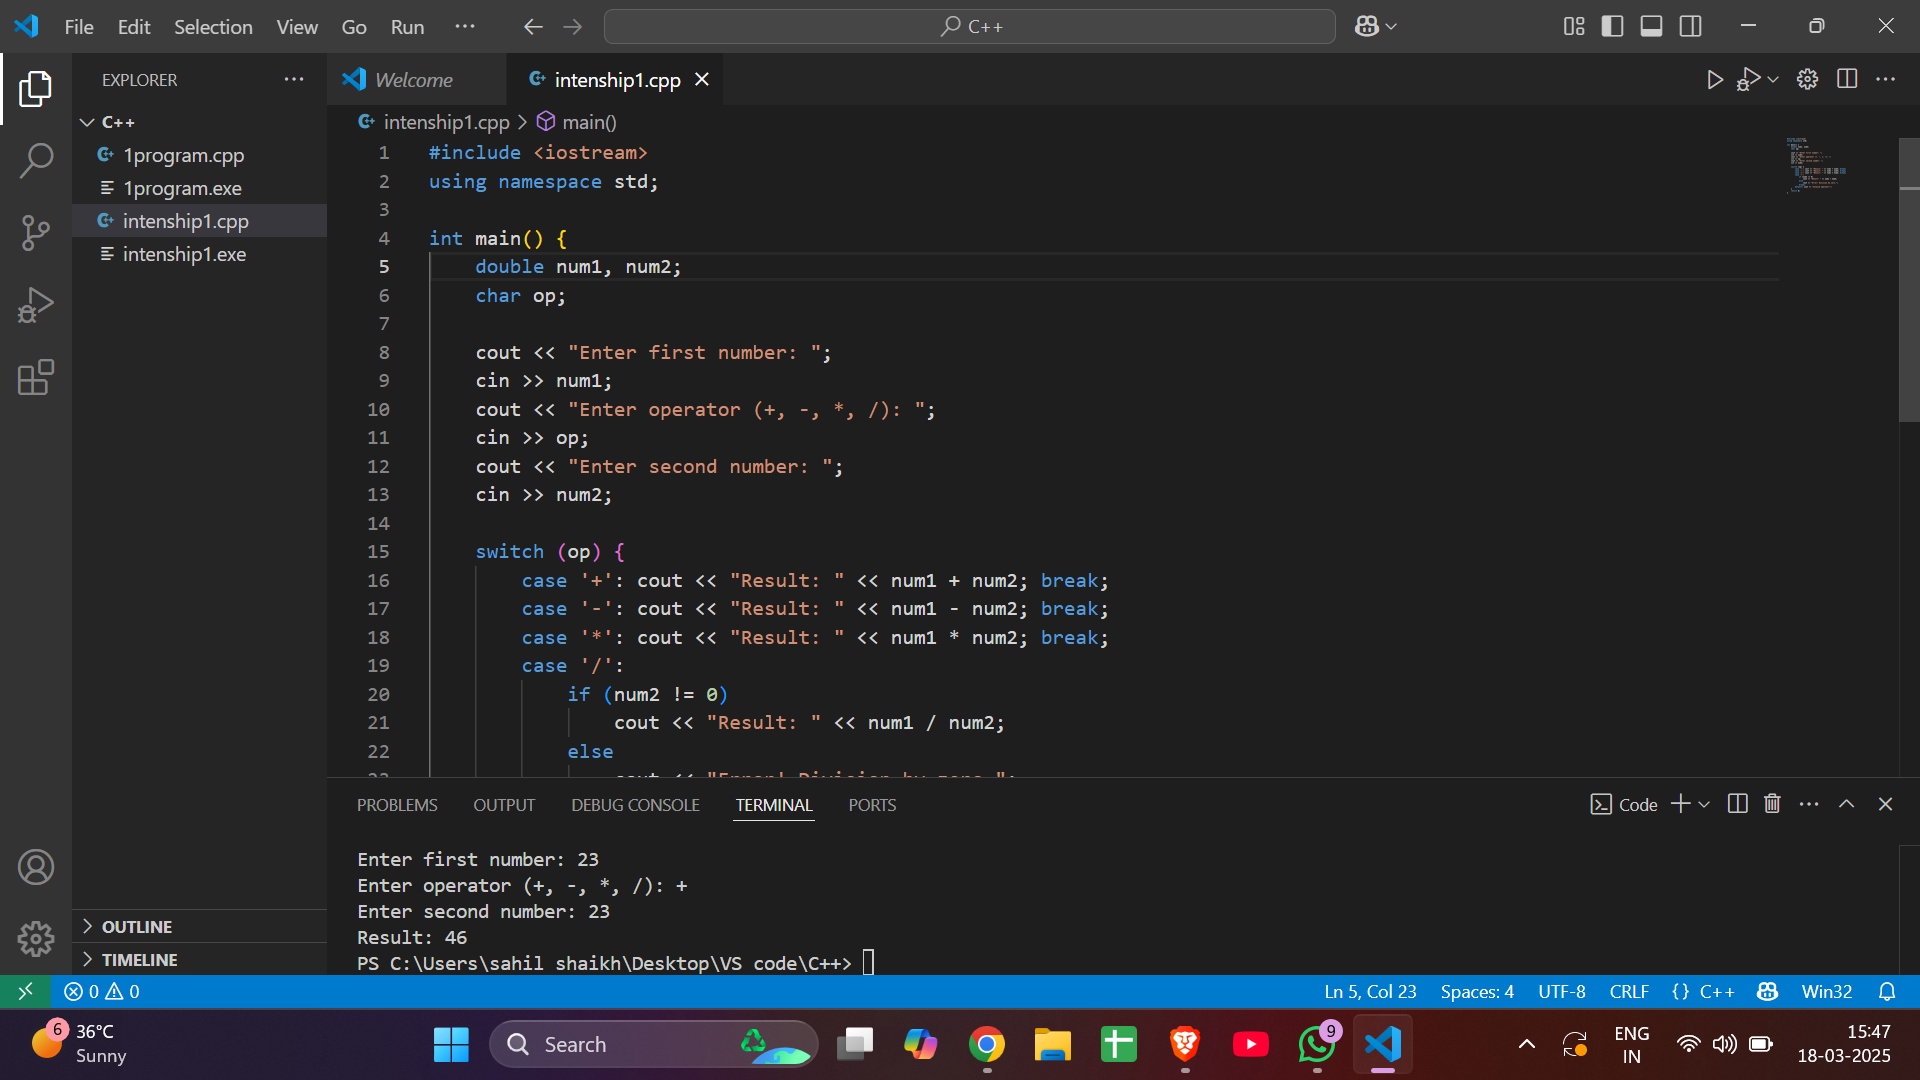 File Edit Selection View Go Run ··· C++
EXPLORER ···
C++
1program.cpp
1program.exe
intenship1.cpp
intenship1.exe
OUTLINE
TIMELINE
Welcome intenship1.cpp
intenship1.cpp > main()
1 #include <iostream>
2 using namespace std;
3
4 int main() {
5 double num1, num2;
6 char op;
7
8 cout << "Enter first number: ";
9 cin >> num1;
10 cout << "Enter operator (+, -, *, /): ";
11 cin >> op;
12 cout << "Enter second number: ";
13 cin >> num2;
14
15 switch (op) {
16 case '+': cout << "Result: " << num1 + num2; break;
17 case '-': cout << "Result: " << num1 - num2; break;
18 case '*': cout << "Result: " << num1 * num2; break;
19 case '/':
20 if (num2 != 0)
21 cout << "Result: " << num1 / num2;
22 else
23 cout << "Error! Division by zero.";
PROBLEMS OUTPUT DEBUG CONSOLE TERMINAL PORTS Code
Enter first number: 23
Enter operator (+, -, *, /): +
Enter second number: 23
Result: 46
PS C:\Users\sahil shaikh\Desktop\VS code\C++>
0 0 Ln 5, Col 23 Spaces: 4 UTF-8 CRLF {} C++ Win32
6 36°C
Sunny
Search
9
ENG
IN
15:47
18-03-2025